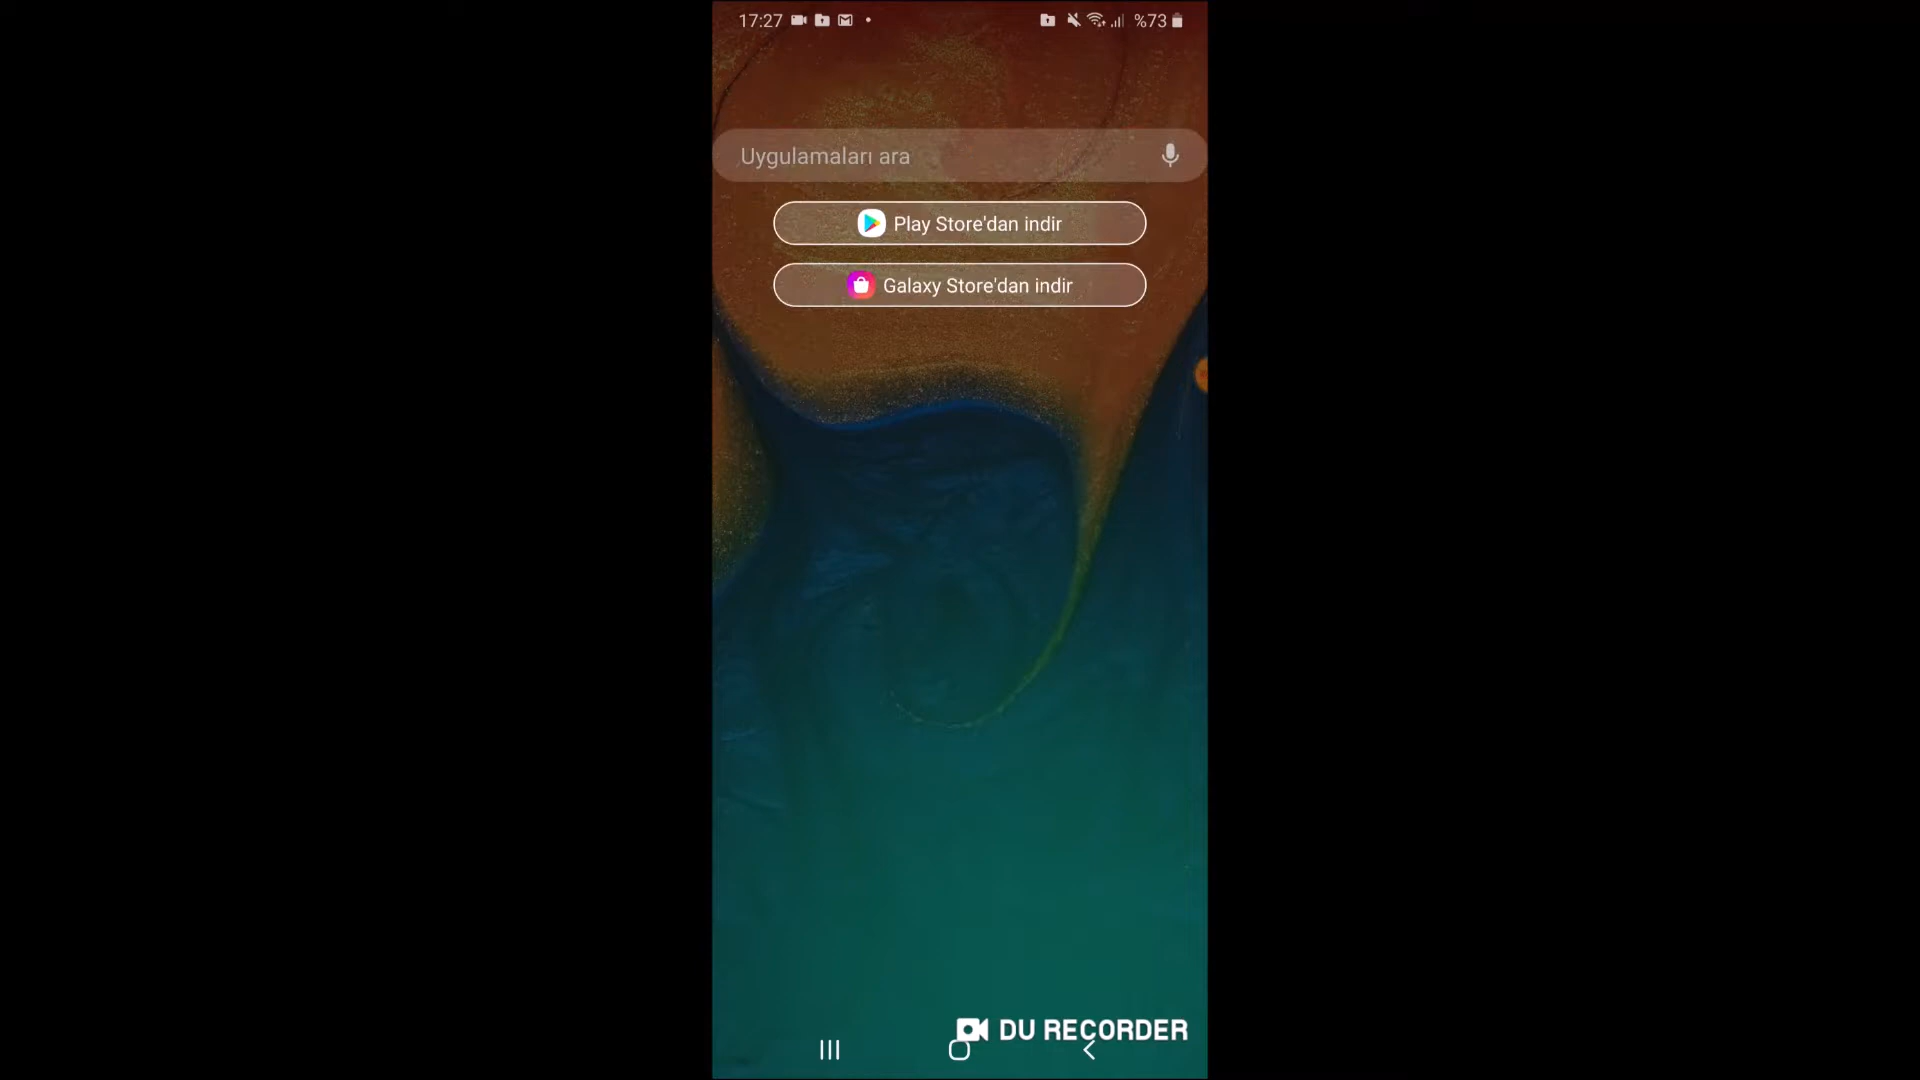 17:27 %73
Uygulamaları ara
Play Store'dan indir
Galaxy Store'dan indir
DU RECORDER